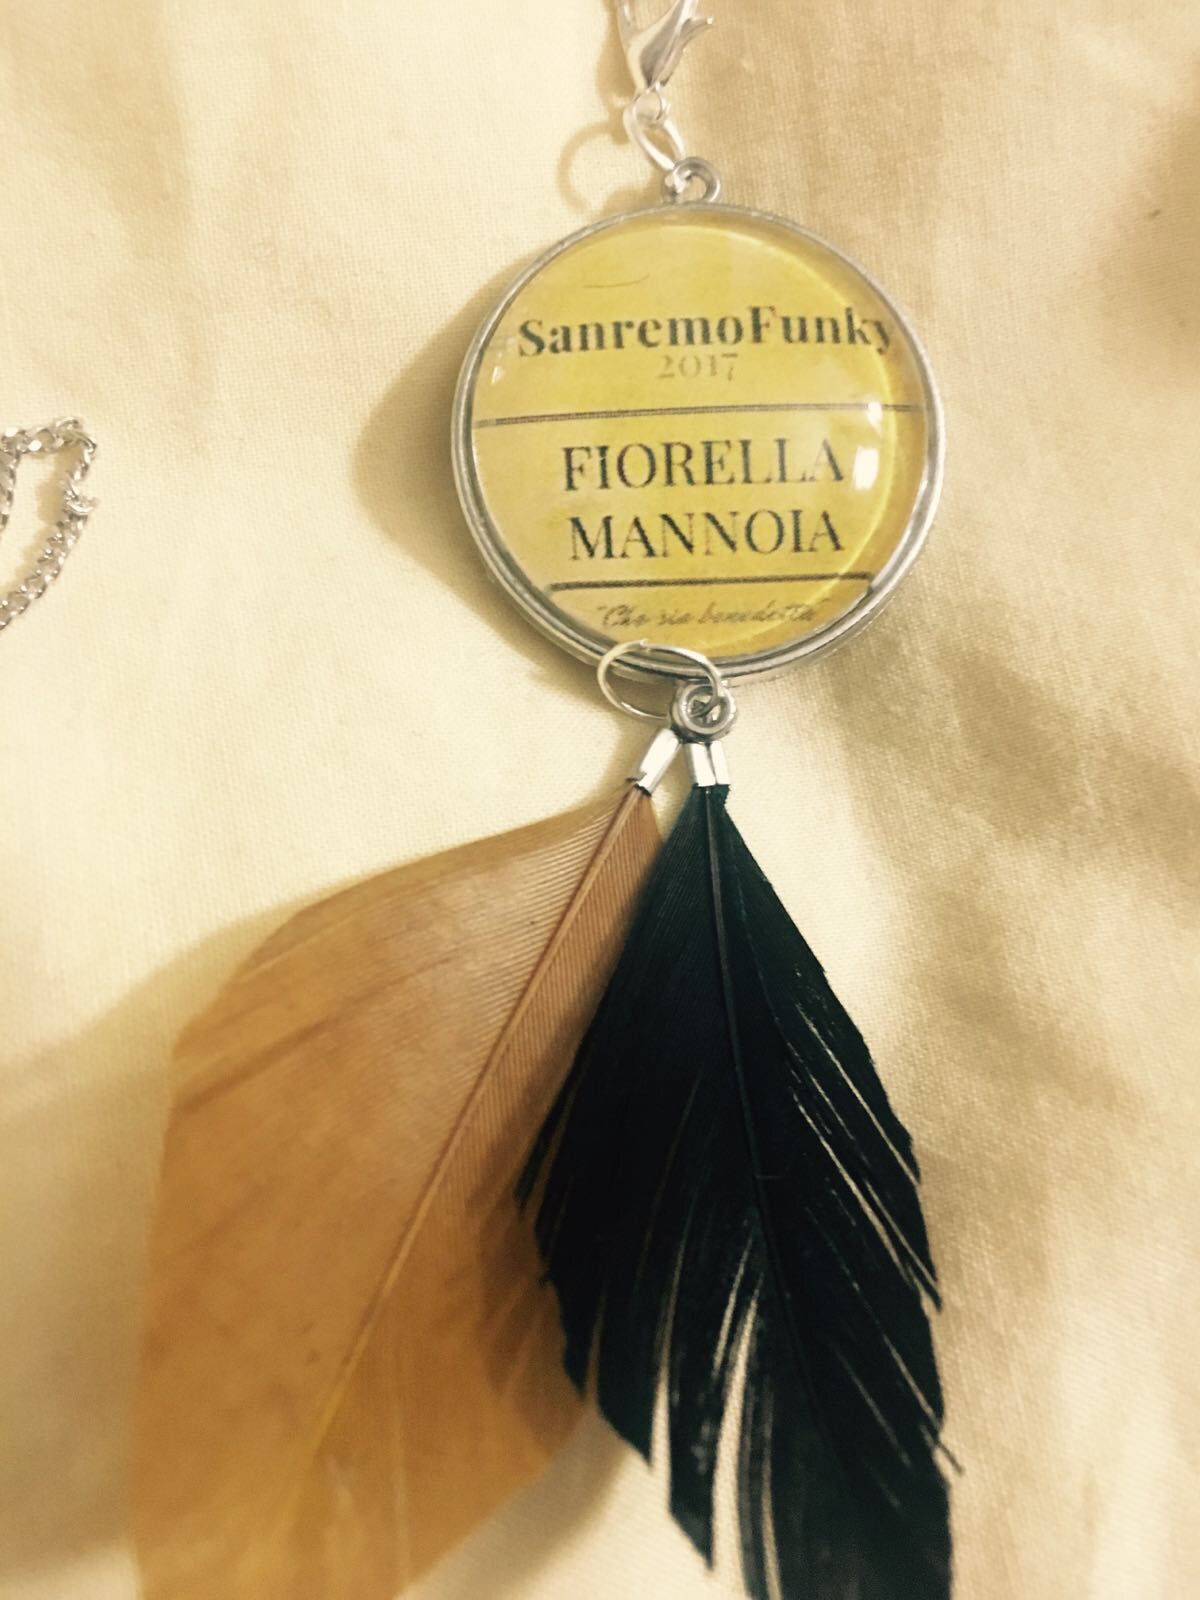 SanremoFunky
2017
FIORELLA
MANNOIA
"Che sia benedetta"